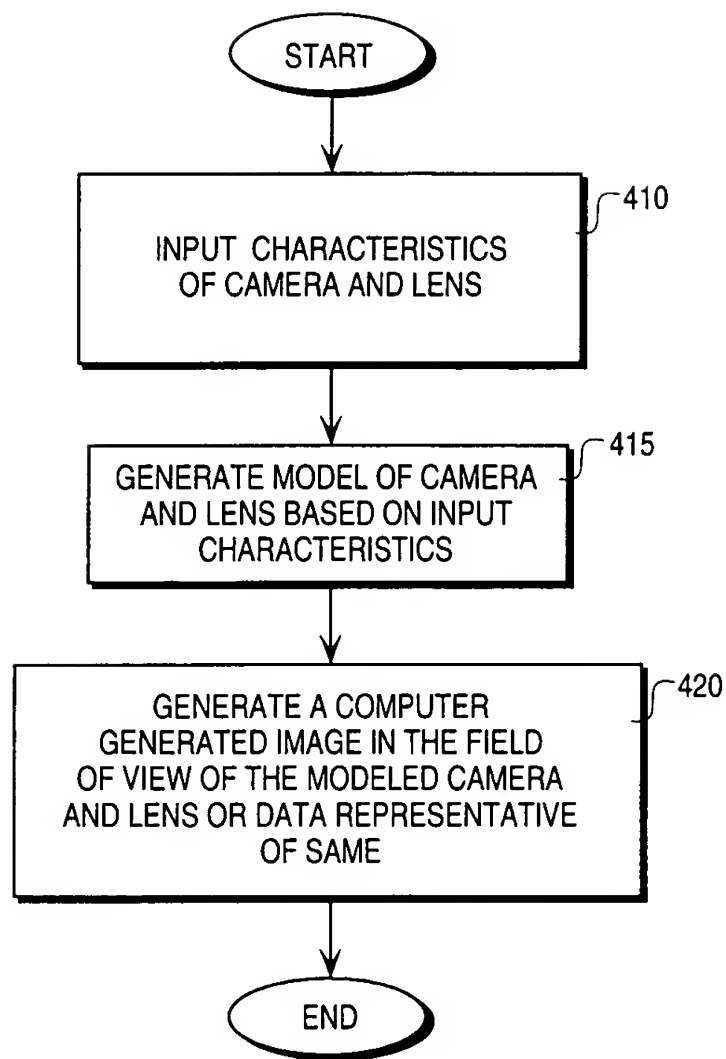 START
410
INPUT CHARACTERISTICS
OF CAMERA AND LENS
415
GENERATE MODEL OF CAMERA
AND LENS BASED ON INPUT
CHARACTERISTICS
420
GENERATE A COMPUTER
GENERATED IMAGE IN THE FIELD
OF VIEW OF THE MODELED CAMERA
AND LENS OR DATA REPRESENTATIVE
OF SAME
END